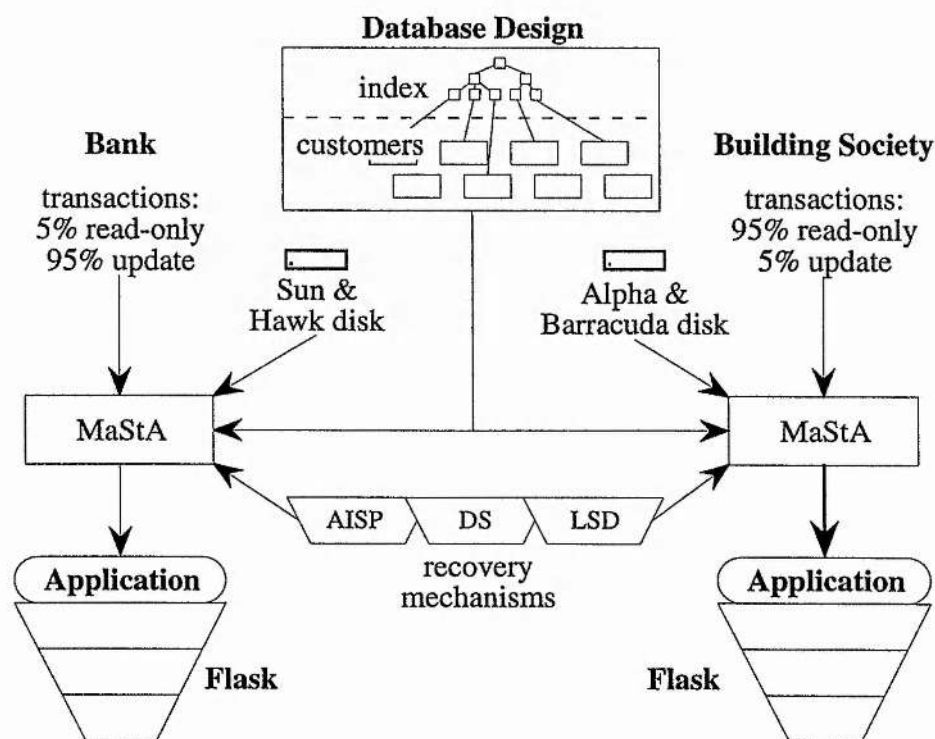 Database Design
index
customers
Bank
transactions:
5% read-only
95% update
Building Society
transactions:
95% read-only
5% update
Sun &
Hawk disk
Alpha &
Barracuda disk
MaStA
MaStA
AISP
DS
LSD
recovery
mechanisms
Application
Flask
Application
Flask